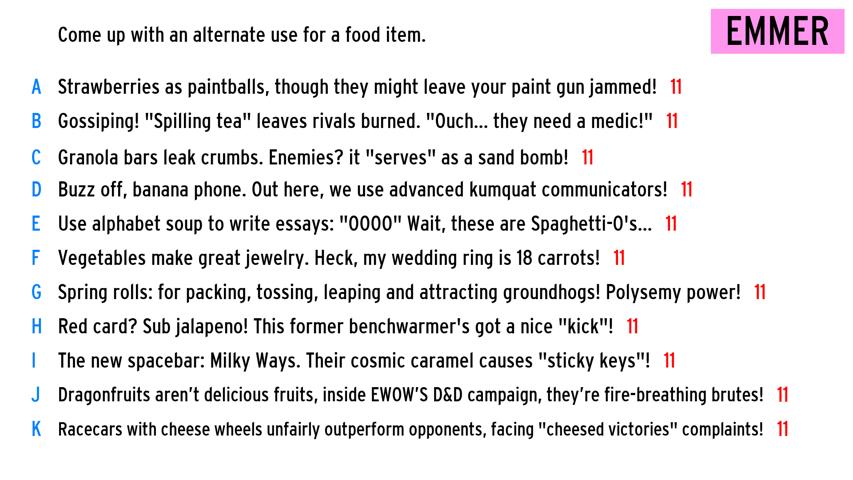 Come up with an alternate use for a food item.
EMMER
A Strawberries as paintballs, though they might leave your paint gun jammed! 11
B Gossiping! "Spilling tea" leaves rivals burned. "Ouch... they need a medic!" 11
C Granola bars leak crumbs. Enemies? it "serves" as a sand bomb! 11
D Buzz off, banana phone. Out here, we use advanced kumquat communicators! 11
E Use alphabet soup to write essays: "OOOO" Wait, these are Spaghetti-O's... 11
F Vegetables make great jewelry. Heck, my wedding ring is 18 carrots! 11
G Spring rolls: for packing, tossing, leaping and attracting groundhogs! Polysemy power! 11
H Red card? Sub jalapeno! This former benchwarmer's got a nice "kick"! 11
I The new spacebar: Milky Ways. Their cosmic caramel causes "sticky keys"! 11
J Dragonfruits aren’t delicious fruits, inside EWOW’S D&D campaign, they’re fire-breathing brutes! 11
K Racecars with cheese wheels unfairly outperform opponents, facing "cheesed victories" complaints! 11